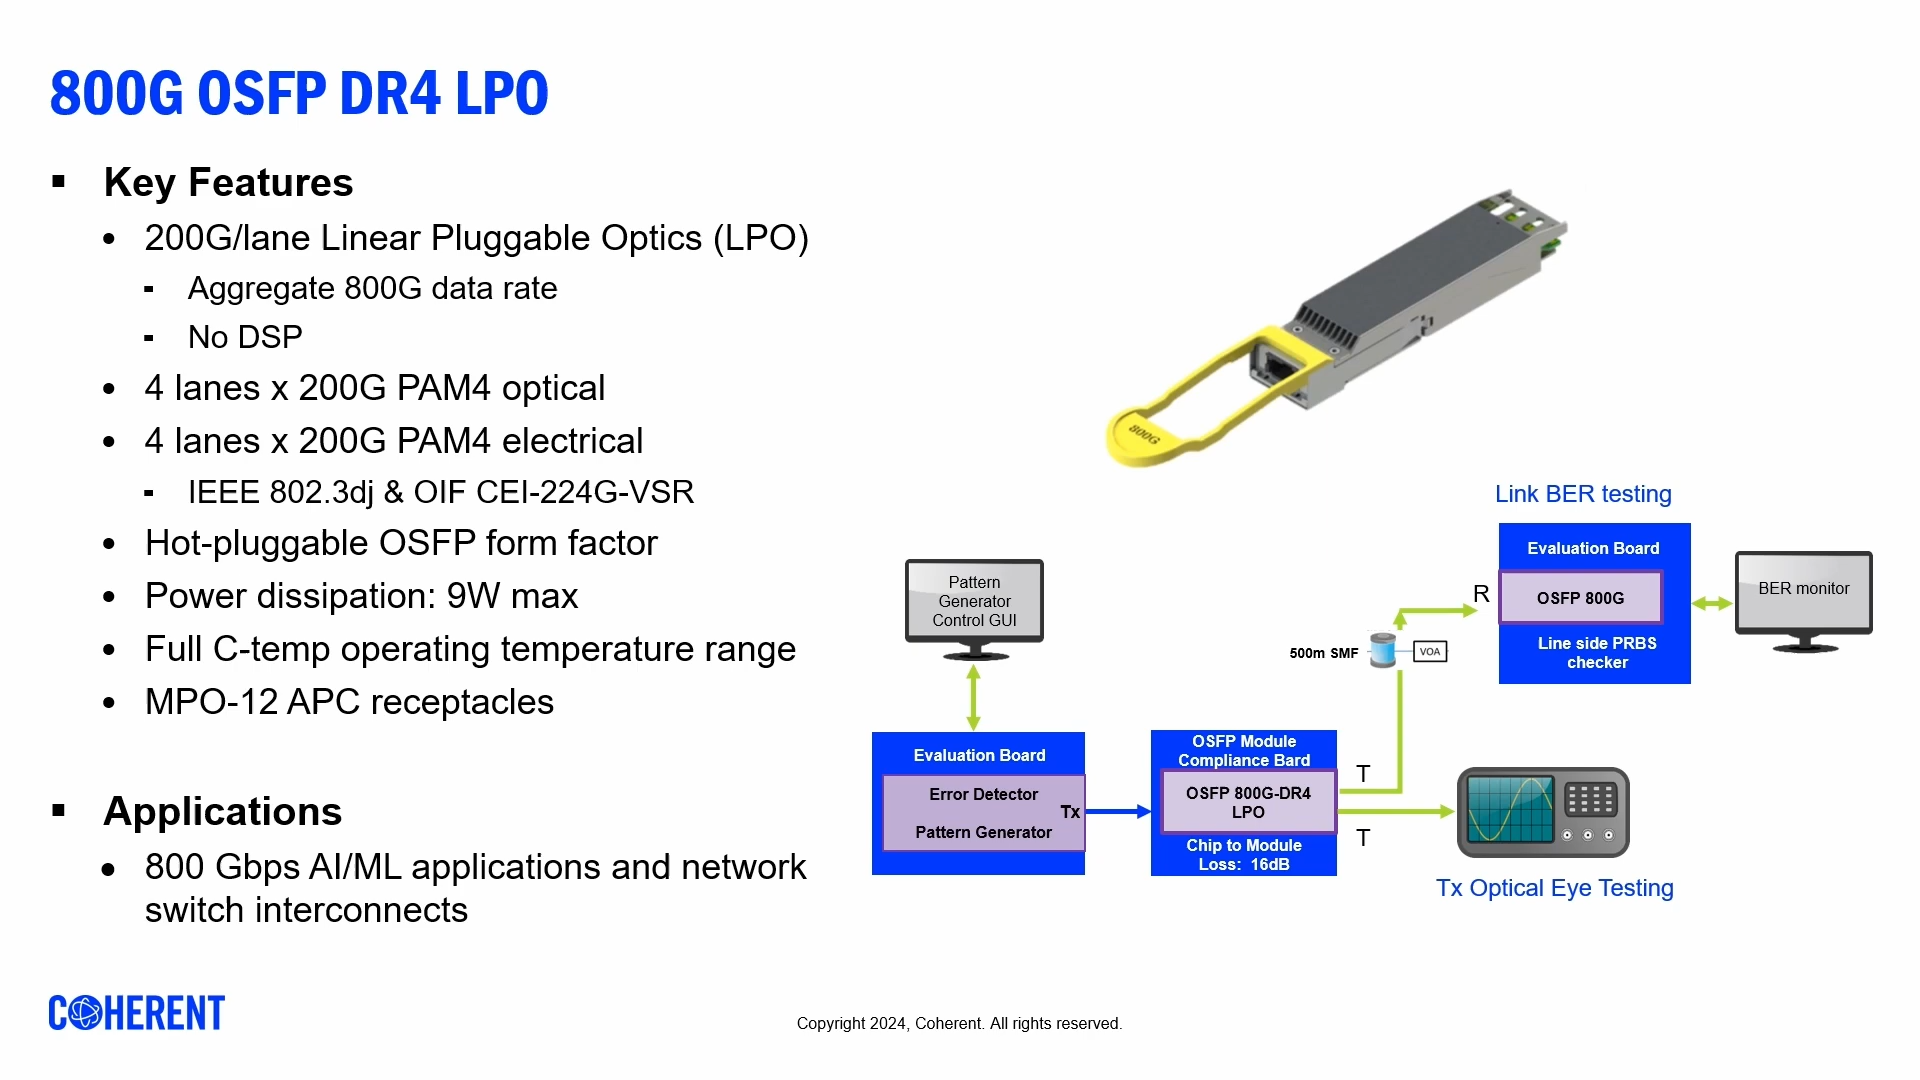 800G OSFP DR4 LPO
▪ Key Features
• 200G/lane Linear Pluggable Optics (LPO)
▪ Aggregate 800G data rate
▪ No DSP
• 4 lanes x 200G PAM4 optical
• 4 lanes x 200G PAM4 electrical
▪ IEEE 802.3dj & OIF CEI-224G-VSR
• Hot-pluggable OSFP form factor
• Power dissipation: 9W max
• Full C-temp operating temperature range
• MPO-12 APC receptacles
▪ Applications
• 800 Gbps AI/ML applications and network
switch interconnects
800G
Link BER testing
Evaluation Board
R
OSFP 800G
Line side PRBS
checker
BER monitor
Pattern
Generator
Control GUI
500m SMF
VOA
Evaluation Board
Error Detector
Tx
Pattern Generator
OSFP Module
Compliance Bard
OSFP 800G-DR4
LPO
Chip to Module
Loss: 16dB
T
T
Tx Optical Eye Testing
COHERENT
Copyright 2024, Coherent. All rights reserved.